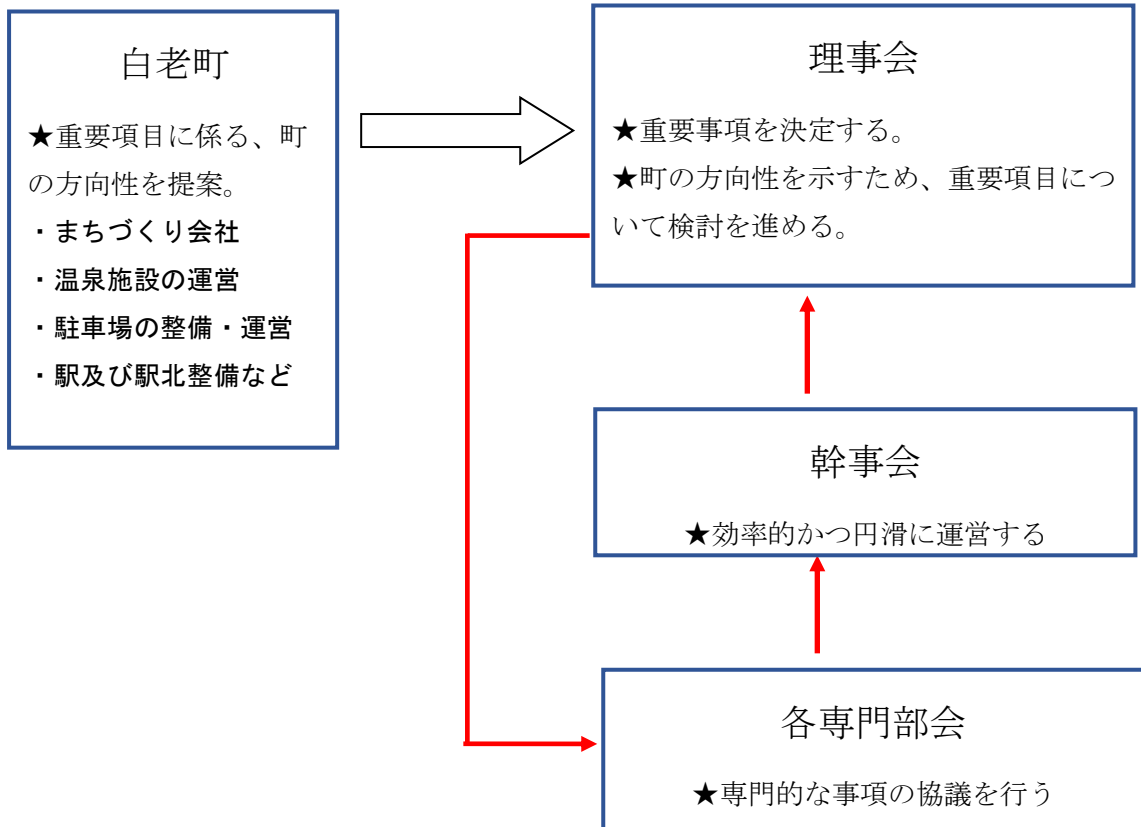 白老町
★重要項目に係る、町
の方向性を提案。
・まちづくり会社
・温泉施設の運営
・駐車場の整備・運営
・駅及び駅北整備など
理事会
★重要事項を決定する。
★町の方向性を示すため、重要項目につ
いて検討を進める。
幹事会
★効率的かつ円滑に運営する
各専門部会
★専門的な事項の協議を行う